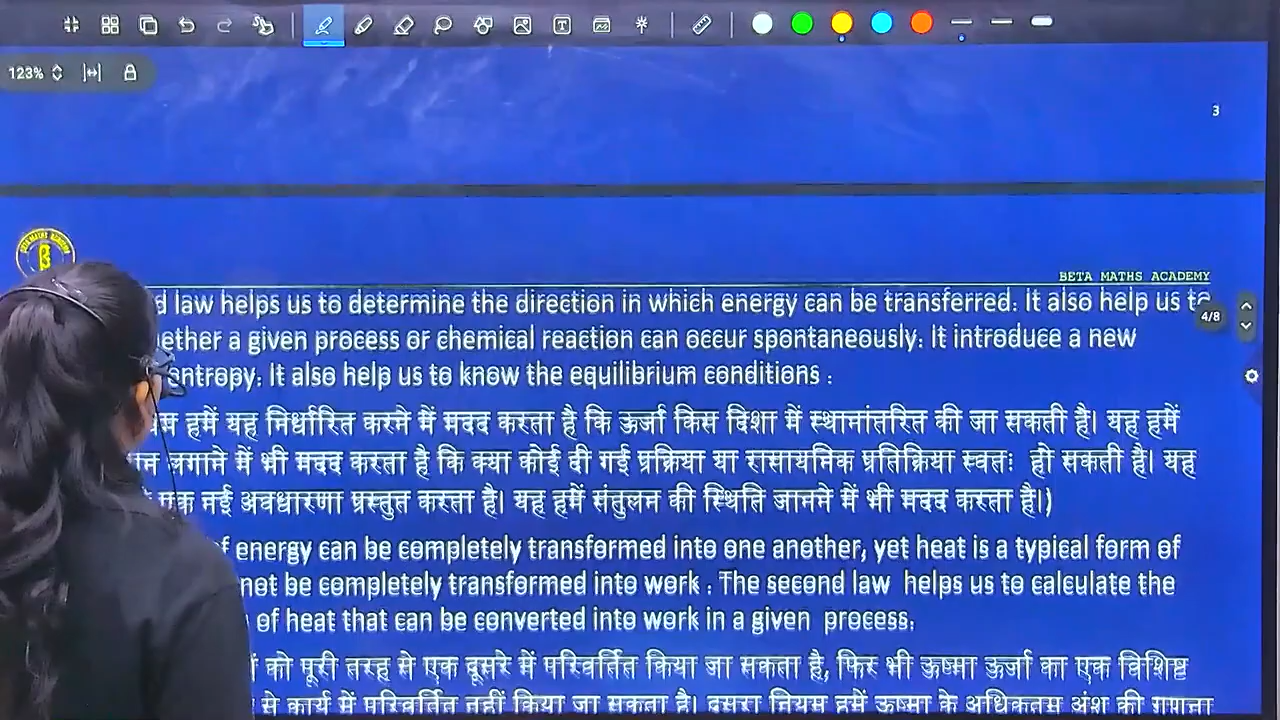 123%
3
BETA MATHS ACADEMY
4/8
law helps us to determine the direction in which energy can be transferred. It also help us to
a given process or chemical reaction can occur spontaneously. It introduce a new
It also help us to know the equilibrium conditions .
हमें यह निर्धारित करने में मदद करता है कि ऊर्जा किस दिशा में स्थानांतरित की जा सकती है। यह हमें
लगाने में भी मदद करता है कि क्या कोई दी गई प्रक्रिया या रासायनिक प्रतिक्रिया स्वतः हो सकती है। यह
एक नई अवधारणा प्रस्तुत करता है। यह हमें संतुलन की स्थिति जानने में भी मदद करता है।)
of energy can be completely transformed into one another, yet heat is a typical form of
not be completely transformed into work . The second law helps us to calculate the
of heat that can be converted into work in a given process.
को पूरी तरह से एक दूसरे में परिवर्तित किया जा सकता है, फिर भी ऊष्मा ऊर्जा का एक विशिष्ट
से कार्य में परिवर्तित नहीं किया जा सकता है। दूसरा नियम हमें ऊष्मा के अधिकतम अंश की गणना